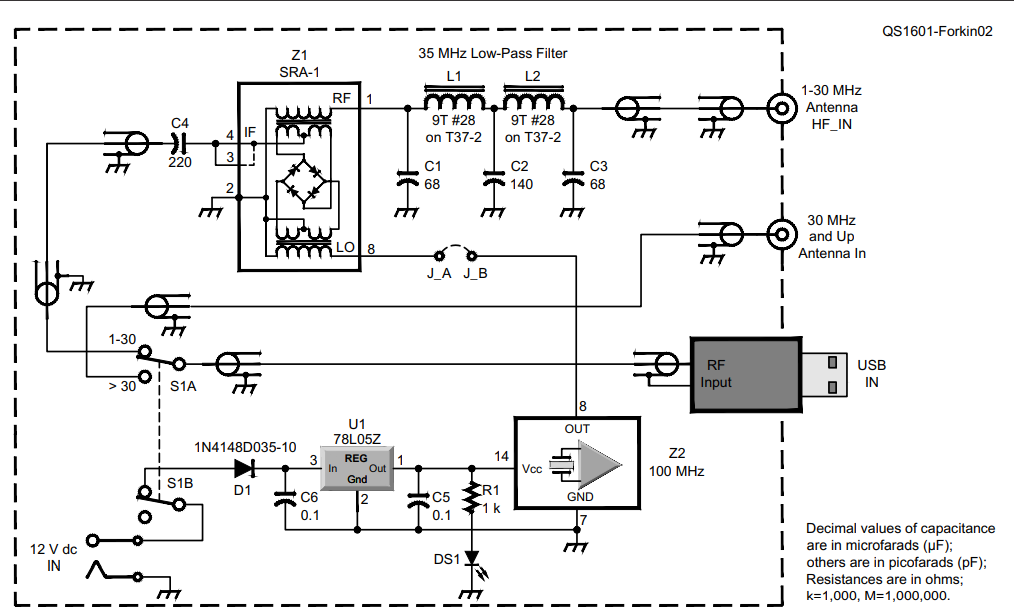 QS1601-Forkin02
Z1
SRA-1
35 MHz Low-Pass Filter
L1
L2
RF
1
9T #28
on T37-2
9T #28
on T37-2
1-30 MHz
Antenna
HF_IN
C4
220
4
IF
3
2
C1
68
C2
140
C3
68
LO
8
J_A
J_B
30 MHz
and Up
Antenna In
1-30
> 30
S1A
RF
Input
USB
IN
8
OUT
U1
78L05Z
1N4148D035-10
D1
3
REG
In
Out
Gnd
1
2
14
Vcc
GND
7
Z2
100 MHz
S1B
C6
0.1
C5
0.1
R1
1 k
DS1
12 V dc
IN
Decimal values of capacitance
are in microfarads (µF);
others are in picofarads (pF);
Resistances are in ohms;
k=1,000, M=1,000,000.